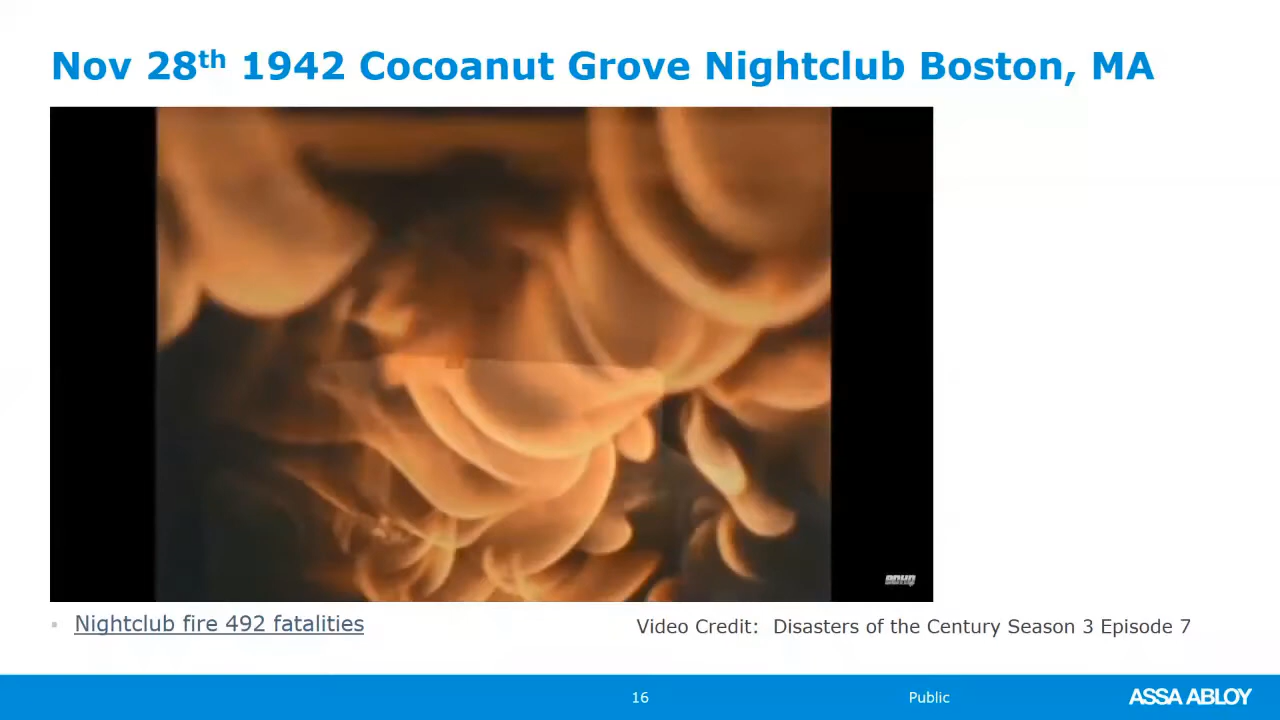 Nov 28th 1942 Cocoanut Grove Nightclub Boston, MA
Nightclub fire 492 fatalities
Video Credit: Disasters of the Century Season 3 Episode 7
16
Public
ASSA ABLOY